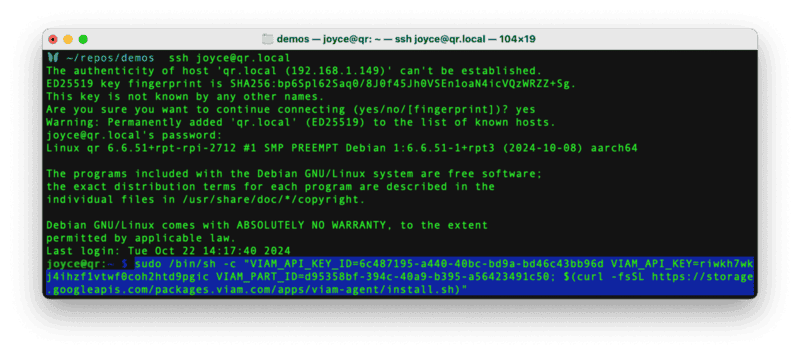 demos — joyce@qr: ~ — ssh joyce@qr.local — 104×19
~/repos/demos ssh joyce@qr.local
The authenticity of host 'qr.local (192.168.1.149)' can't be established.
ED25519 key fingerprint is SHA256:bp6Spl62Saq0/8J0f45Jh0VSEn1oaN4icVQzWRZZ+Sg.
This key is not known by any other names.
Are you sure you want to continue connecting (yes/no/[fingerprint])? yes
Warning: Permanently added 'qr.local' (ED25519) to the list of known hosts.
joyce@qr.local's password:
Linux qr 6.6.51+rpt-rpi-2712 #1 SMP PREEMPT Debian 1:6.6.51-1+rpt3 (2024-10-08) aarch64
The programs included with the Debian GNU/Linux system are free software;
the exact distribution terms for each program are described in the
individual files in /usr/share/doc/*/copyright.
Debian GNU/Linux comes with ABSOLUTELY NO WARRANTY, to the extent
permitted by applicable law.
Last login: Tue Oct 22 14:17:40 2024
joyce@qr:~ $ sudo /bin/sh -c "VIAM_API_KEY_ID=6c487195-a440-40bc-bd9a-bd46c43bb96d VIAM_API_KEY=riwkh7wk
j4ihzf1vtwf0coh2htd9pgic VIAM_PART_ID=d95358bf-394c-40a9-b395-a56423491c50; $(curl -fsSL https://storage
.googleapis.com/packages.viam.com/apps/viam-agent/install.sh)"